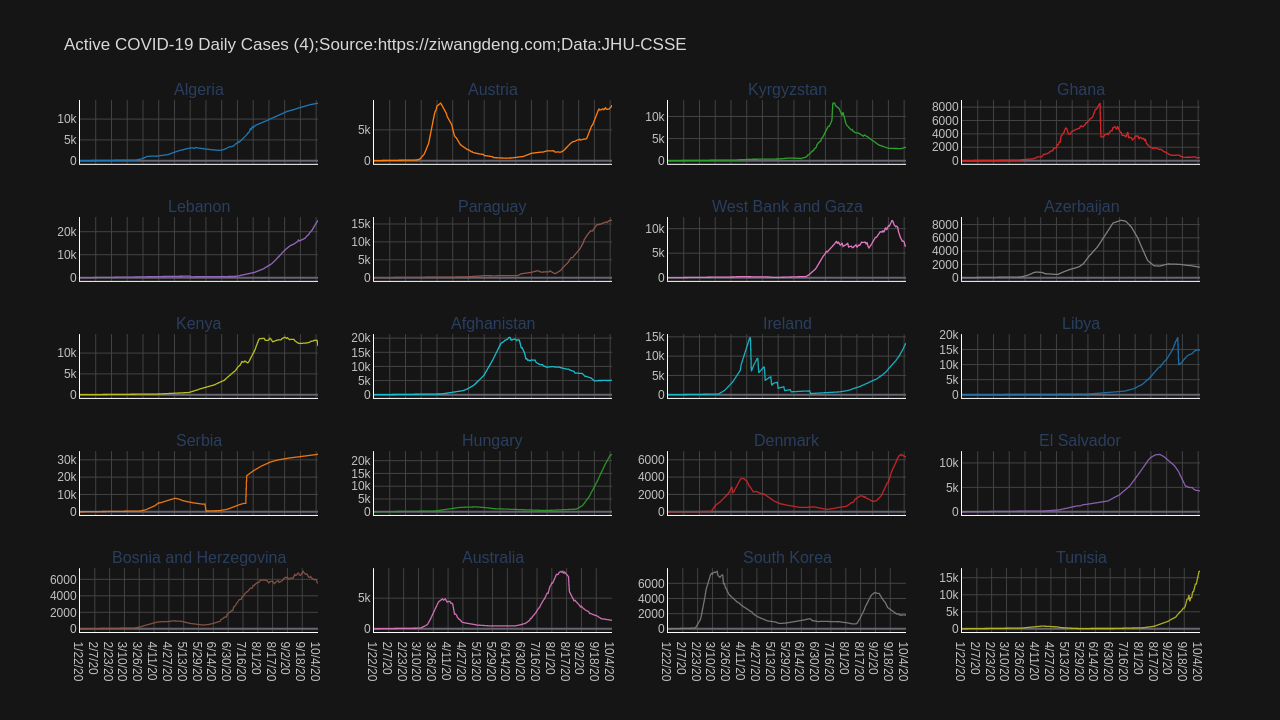 Active COVID-19 Daily Cases (4);Source:https://ziwangdeng.com;Data:JHU-CSSE
Algeria Austria Kyrgyzstan Ghana
10k 5k 0
5k 0
10k 5k 0
8000 6000 4000 2000 0
Lebanon Paraguay West Bank and Gaza Azerbaijan
20k 10k 0
15k 10k 5k 0
10k 5k 0
8000 6000 4000 2000 0
Kenya Afghanistan Ireland Libya
10k 5k 0
20k 15k 10k 5k 0
15k 10k 5k 0
20k 15k 10k 5k 0
Serbia Hungary Denmark El Salvador
30k 20k 10k 0
20k 15k 10k 5k 0
6000 4000 2000 0
10k 5k 0
Bosnia and Herzegovina Australia South Korea Tunisia
6000 4000 2000 0
5k 0
6000 4000 2000 0
15k 10k 5k 0
1/22/20 2/7/20 3/10/20 3/26/20 4/11/20 4/27/20 5/13/20 5/29/20 6/14/20 6/30/20 7/16/20 8/1/20 8/17/20 9/2/20 9/18/20 10/4/20
1/22/20 2/7/20 2/23/20 3/10/20 3/26/20 4/11/20 4/27/20 5/13/20 5/29/20 6/14/20 6/30/20 7/16/20 8/1/20 8/17/20 9/2/20 9/18/20 10/4/20
1/22/20 2/7/20 2/23/20 3/10/20 3/26/20 4/11/20 4/27/20 5/13/20 5/29/20 6/14/20 6/30/20 7/16/20 8/1/20 8/17/20 9/2/20 9/18/20 10/4/20
1/22/20 2/7/20 2/23/20 3/10/20 3/26/20 4/11/20 4/27/20 5/13/20 5/29/20 6/14/20 6/30/20 7/16/20 8/1/20 8/17/20 9/2/20 9/18/20 10/4/20